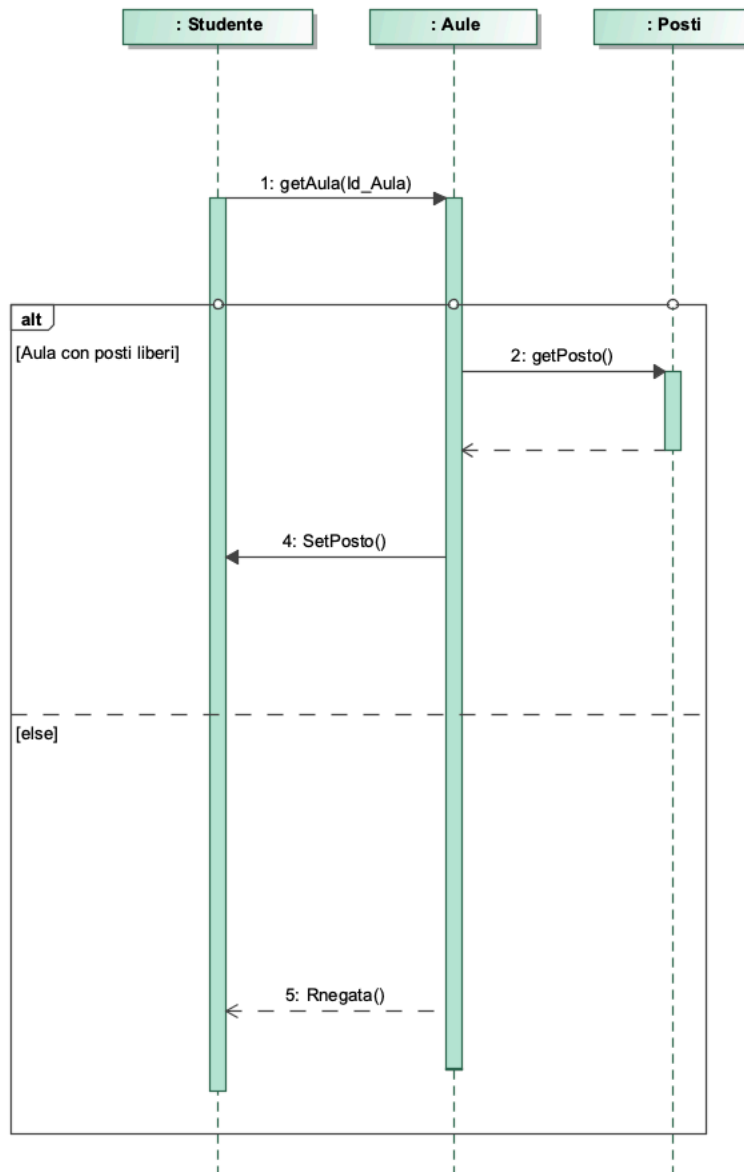 : Studente
: Aule
: Posti
1: getAula(Id_Aula)
alt
[Aula con posti liberi]
2: getPosto()
4: SetPosto()
[else]
5: Rnegata()